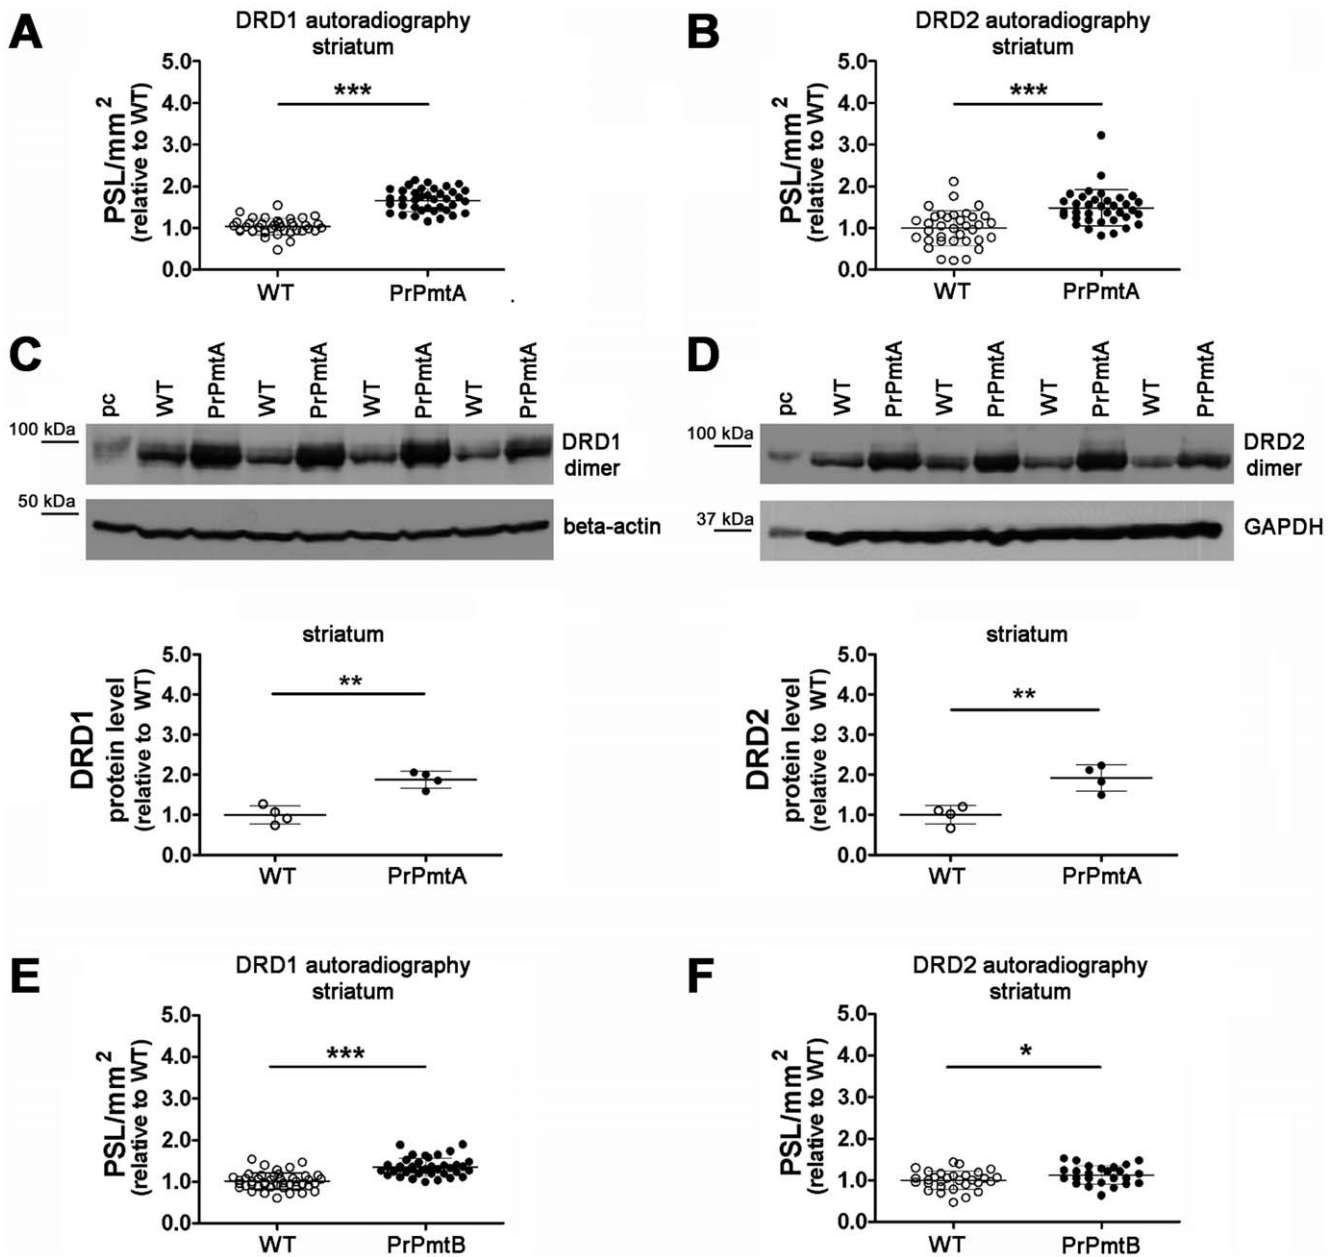 A
DRD1 autoradiography
striatum
PSL/mm2
(relative to WT)
5.0
4.0
3.0
2.0
1.0
0.0
***
WT
PrPmtA
B
DRD2 autoradiography
striatum
PSL/mm2
(relative to WT)
5.0
4.0
3.0
2.0
1.0
0.0
***
WT
PrPmtA
C
pc
WT
PrPmtA
WT
PrPmtA
WT
PrPmtA
WT
PrPmtA
100 kDa
DRD1
dimer
50 kDa
beta-actin
striatum
DRD1
protein level
(relative to WT)
5.0
4.0
3.0
2.0
1.0
0.0
**
WT
PrPmtA
D
pc
WT
PrPmtA
WT
PrPmtA
WT
PrPmtA
WT
PrPmtA
100 kDa
DRD2
dimer
37 kDa
GAPDH
striatum
DRD2
protein level
(relative to WT)
5.0
4.0
3.0
2.0
1.0
0.0
**
WT
PrPmtA
E
DRD1 autoradiography
striatum
PSL/mm2
(relative to WT)
5.0
4.0
3.0
2.0
1.0
0.0
***
WT
PrPmtB
F
DRD2 autoradiography
striatum
PSL/mm2
(relative to WT)
5.0
4.0
3.0
2.0
1.0
0.0
*
WT
PrPmtB